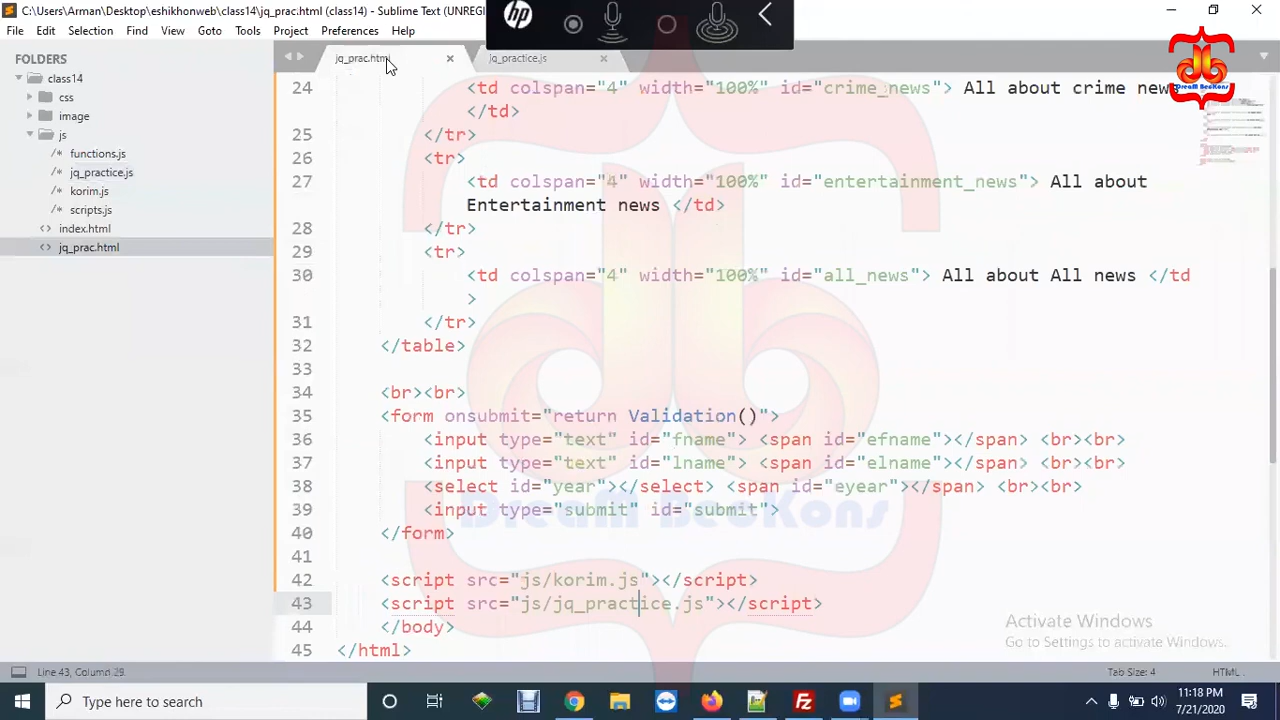 C:\Users\Arman\Desktop\eshikhonweb\class14\jq_prac.html (class14) - Sublime Text (UNREGI
hp
File Edit Selection Find View Goto Tools Project Preferences Help
FOLDERS
class14
css
image
js
/* functions.js
/* jq_practice.js
/* korim.js
/* scripts.js
<> index.html
<> jq_prac.html
jq_prac.html × jq_practice.js ×
DreaM BeeKons
24 <td colspan="4" width="100%" id="crime_news"> All about crime news
</td>
25 </tr>
26 <tr>
27 <td colspan="4" width="100%" id="entertainment_news"> All about
Entertainment news </td>
28 </tr>
29 <tr>
30 <td colspan="4" width="100%" id="all_news"> All about All news </td
>
31 </tr>
32 </table>
33
34 <br><br>
35 <form onsubmit="return Validation()">
36 <input type="text" id="fname"> <span id="efname"></span> <br><br>
37 <input type="text" id="lname"> <span id="elname"></span> <br><br>
38 <select id="year"></select> <span id="eyear"></span> <br><br>
39 <input type="submit" id="submit">
40 </form>
41
42 <script src="js/korim.js"></script>
43 <script src="js/jq_practice.js"></script>
44 </body>
45 </html>
DreaM BeeKons
Activate Windows
Go to Settings to activate Windows.
Line 43, Column 29
Tab Size: 4
HTML
Type here to search
11:18 PM
7/21/2020